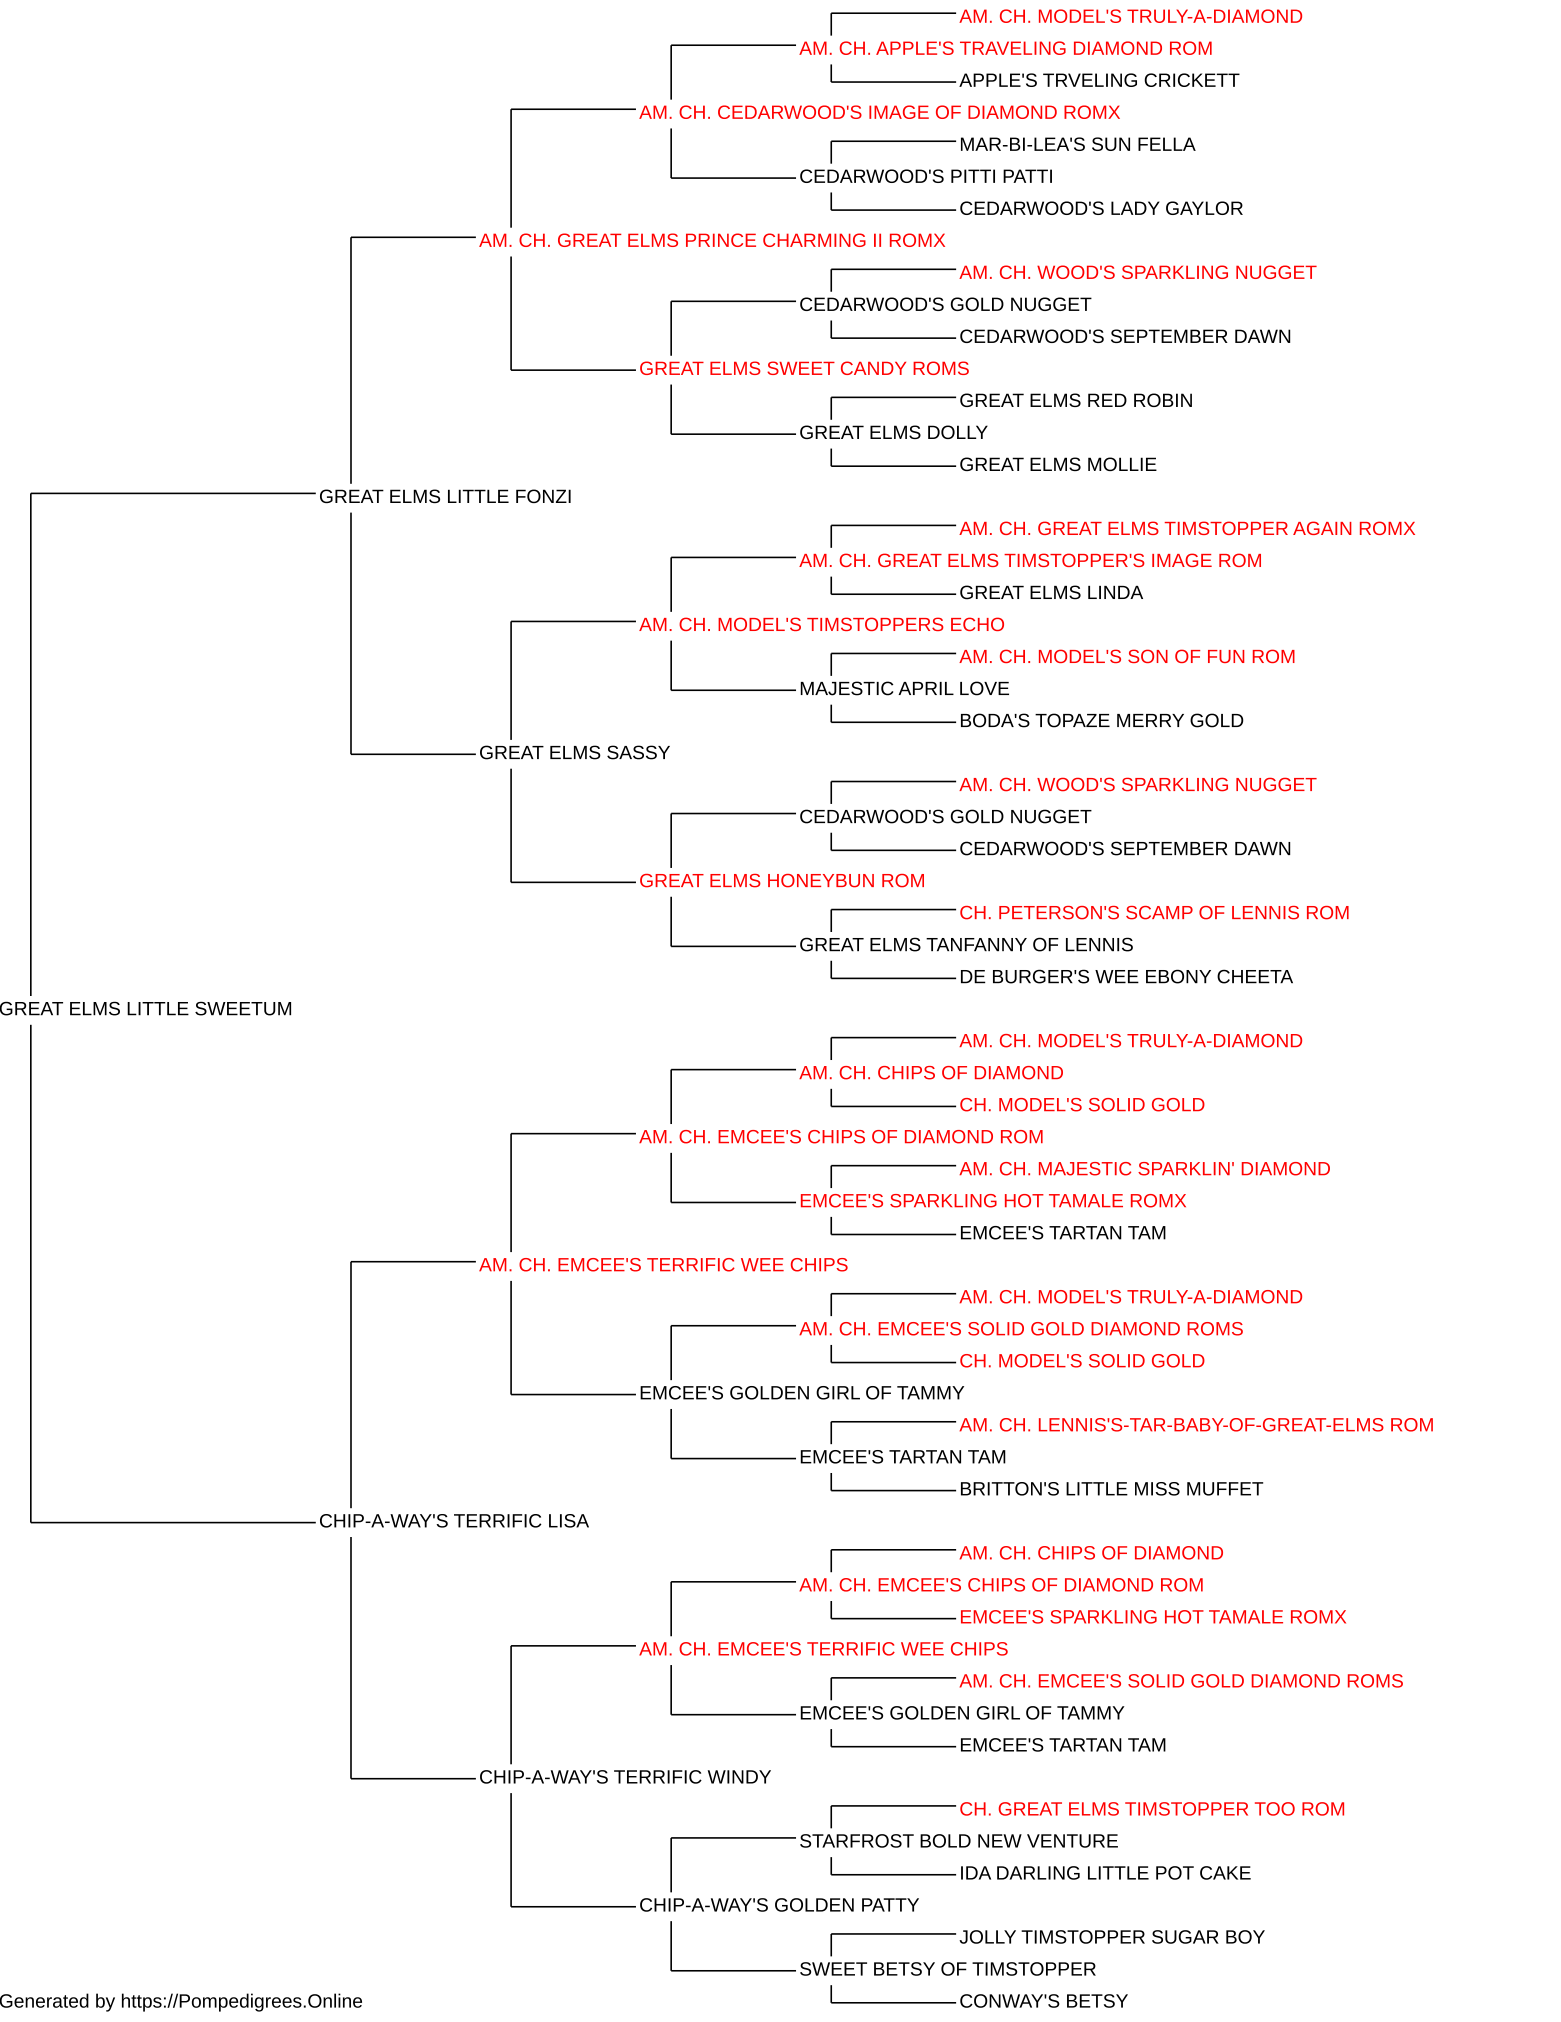 AM. CH. MODEL'S TRULY-A-DIAMOND
AM. CH. APPLE'S TRAVELING DIAMOND ROM
APPLE'S TRVELING CRICKETT
AM. CH. CEDARWOOD'S IMAGE OF DIAMOND ROMX
MAR-BI-LEA'S SUN FELLA
CEDARWOOD'S PITTI PATTI
CEDARWOOD'S LADY GAYLOR
AM. CH. GREAT ELMS PRINCE CHARMING II ROMX
AM. CH. WOOD'S SPARKLING NUGGET
CEDARWOOD'S GOLD NUGGET
CEDARWOOD'S SEPTEMBER DAWN
GREAT ELMS SWEET CANDY ROMS
GREAT ELMS RED ROBIN
GREAT ELMS DOLLY
GREAT ELMS MOLLIE
GREAT ELMS LITTLE FONZI
AM. CH. GREAT ELMS TIMSTOPPER AGAIN ROMX
AM. CH. GREAT ELMS TIMSTOPPER'S IMAGE ROM
GREAT ELMS LINDA
AM. CH. MODEL'S TIMSTOPPERS ECHO
AM. CH. MODEL'S SON OF FUN ROM
MAJESTIC APRIL LOVE
BODA'S TOPAZE MERRY GOLD
GREAT ELMS SASSY
AM. CH. WOOD'S SPARKLING NUGGET
CEDARWOOD'S GOLD NUGGET
CEDARWOOD'S SEPTEMBER DAWN
GREAT ELMS HONEYBUN ROM
CH. PETERSON'S SCAMP OF LENNIS ROM
GREAT ELMS TANFANNY OF LENNIS
DE BURGER'S WEE EBONY CHEETA
GREAT ELMS LITTLE SWEETUM
AM. CH. MODEL'S TRULY-A-DIAMOND
AM. CH. CHIPS OF DIAMOND
CH. MODEL'S SOLID GOLD
AM. CH. EMCEE'S CHIPS OF DIAMOND ROM
AM. CH. MAJESTIC SPARKLIN' DIAMOND
EMCEE'S SPARKLING HOT TAMALE ROMX
EMCEE'S TARTAN TAM
AM. CH. EMCEE'S TERRIFIC WEE CHIPS
AM. CH. MODEL'S TRULY-A-DIAMOND
AM. CH. EMCEE'S SOLID GOLD DIAMOND ROMS
CH. MODEL'S SOLID GOLD
EMCEE'S GOLDEN GIRL OF TAMMY
AM. CH. LENNIS'S-TAR-BABY-OF-GREAT-ELMS ROM
EMCEE'S TARTAN TAM
BRITTON'S LITTLE MISS MUFFET
CHIP-A-WAY'S TERRIFIC LISA
AM. CH. CHIPS OF DIAMOND
AM. CH. EMCEE'S CHIPS OF DIAMOND ROM
EMCEE'S SPARKLING HOT TAMALE ROMX
AM. CH. EMCEE'S TERRIFIC WEE CHIPS
AM. CH. EMCEE'S SOLID GOLD DIAMOND ROMS
EMCEE'S GOLDEN GIRL OF TAMMY
EMCEE'S TARTAN TAM
CHIP-A-WAY'S TERRIFIC WINDY
CH. GREAT ELMS TIMSTOPPER TOO ROM
STARFROST BOLD NEW VENTURE
IDA DARLING LITTLE POT CAKE
CHIP-A-WAY'S GOLDEN PATTY
JOLLY TIMSTOPPER SUGAR BOY
SWEET BETSY OF TIMSTOPPER
CONWAY'S BETSY
Generated by https://Pompedigrees.Online